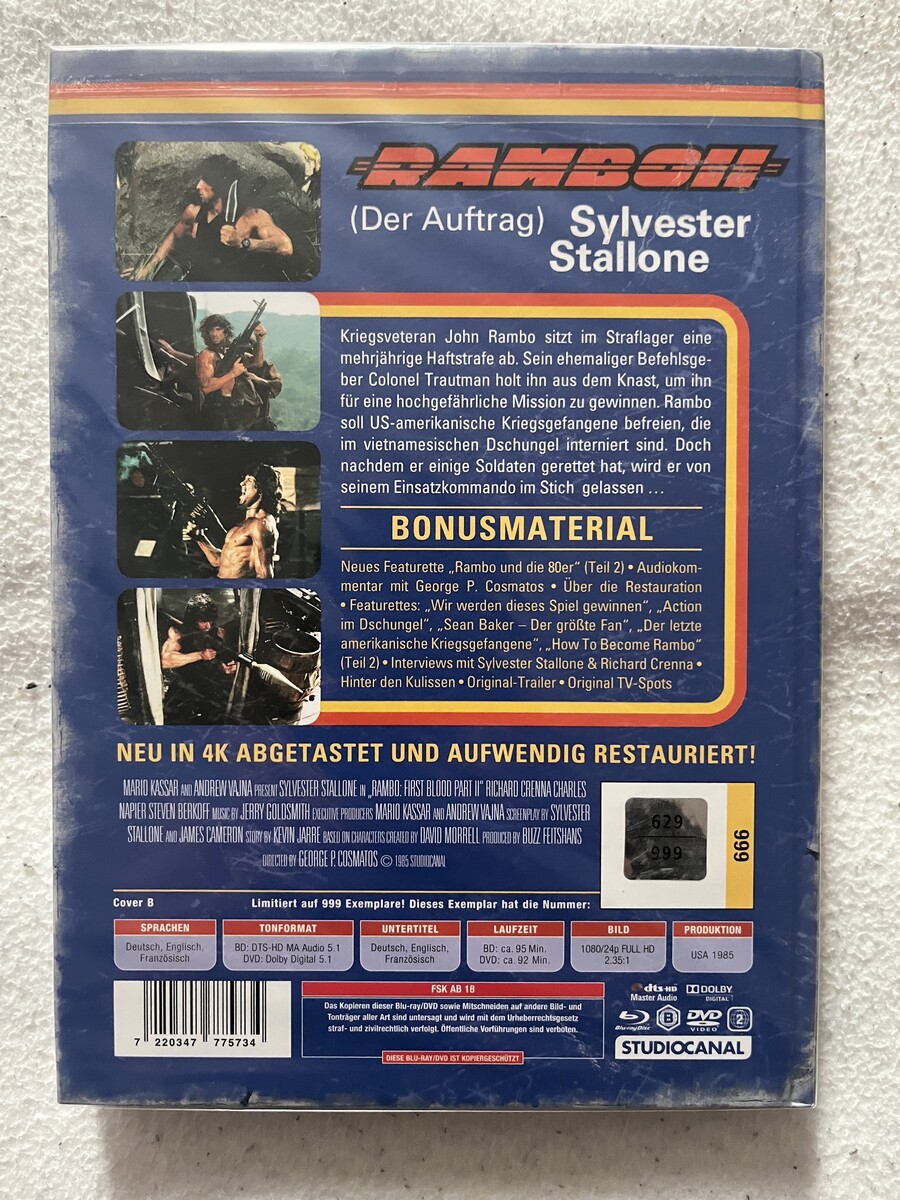 RAMBO II
(Der Auftrag) Sylvester
Stallone
Kriegsveteran John Rambo sitzt im Straflager eine
mehrjährige Haftstrafe ab. Sein ehemaliger Befehlsge-
ber Colonel Trautman holt ihn aus dem Knast, um ihn
für eine hochgefährliche Mission zu gewinnen. Rambo
soll US-amerikanische Kriegsgefangene befreien, die
im vietnamesischen Dschungel interniert sind. Doch
nachdem er einige Soldaten gerettet hat, wird er von
seinem Einsatzkommando im Stich gelassen ...
BONUSMATERIAL
Neues Featurette „Rambo und die 80er“ (Teil 2) • Audiokom-
mentar mit George P. Cosmatos • Über die Restauration
• Featurettes: „Wir werden dieses Spiel gewinnen“, „Action
im Dschungel“, „Sean Baker – Der größte Fan“, „Der letzte
amerikanische Kriegsgefangene“, „How To Become Rambo“
(Teil 2) • Interviews mit Sylvester Stallone & Richard Crenna •
Hinter den Kulissen • Original-Trailer • Original TV-Spots
NEU IN 4K ABGETASTET UND AUFWENDIG RESTAURIERT!
MARIO KASSAR AND ANDREW VAJNA PRESENT SYLVESTER STALLONE IN „RAMBO: FIRST BLOOD PART II“ RICHARD CRENNA CHARLES
NAPIER STEVEN BERKOFF MUSIC BY JERRY GOLDSMITH EXECUTIVE PRODUCERS MARIO KASSAR AND ANDREW VAJNA SCREENPLAY BY SYLVESTER
STALLONE AND JAMES CAMERON STORY BY KEVIN JARRE BASED ON CHARACTERS CREATED BY DAVID MORRELL PRODUCED BY BUZZ FEITSHANS
DIRECTED BY GEORGE P. COSMATOS © 1985 STUDIOCANAL
629
999
999
Cover B
Limitiert auf 999 Exemplare! Dieses Exemplar hat die Nummer:
SPRACHEN
Deutsch, Englisch,
Französisch
TONFORMAT
BD: DTS-HD MA Audio 5.1
DVD: Dolby Digital 5.1
UNTERTITEL
Deutsch, Englisch,
Französisch
LAUFZEIT
BD: ca. 95 Min.
DVD: ca. 92 Min.
BILD
1080/24p FULL HD
2.35:1
PRODUKTION
USA 1985
7 220347 775734
FSK AB 18
Das Kopieren dieser Blu-ray/DVD sowie Mitschneiden auf andere Bild- und
Tonträger aller Art sind untersagt und wird mit dem Urheberrechtsgesetz
straf- und zivilrechtlich verfolgt. Öffentliche Vorführungen sind verboten.
DIESE BLU-RAY/DVD IST KOPIERGESCHÜTZT
dts-HD
Master Audio
DOLBY
DIGITAL
Blu-ray Disc
B
DVD
VIDEO
2
STUDIOCANAL